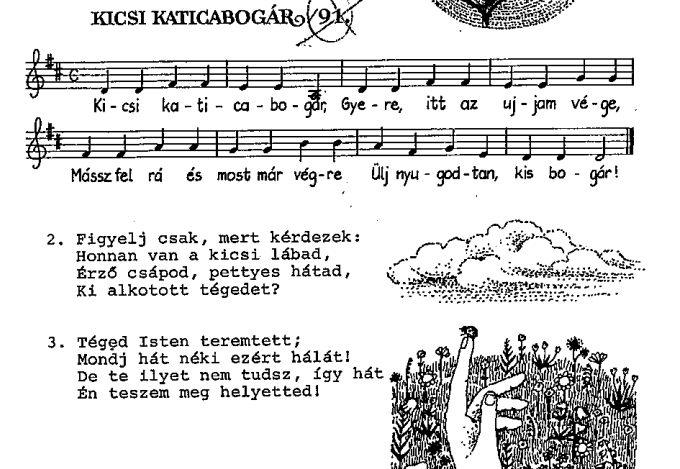 KICSI KATICABOGÁR 91.
Ki - csi ka - ti - ca - bo - gár, Gye - re, itt az uj - jam vé - ge,
Mássz fel rá és most már vég - re Ülj nyu - god - tan, kis bo - gár!
2. Figyelj csak, mert kérdezek:
Honnan van a kicsi lábad,
Érző csápod, pettyes hátad,
Ki alkotott tégedet?
3. Téged Isten teremtett;
Mondj hát néki ezért hálát!
De te ilyet nem tudsz, így hát
Én teszem meg helyetted!